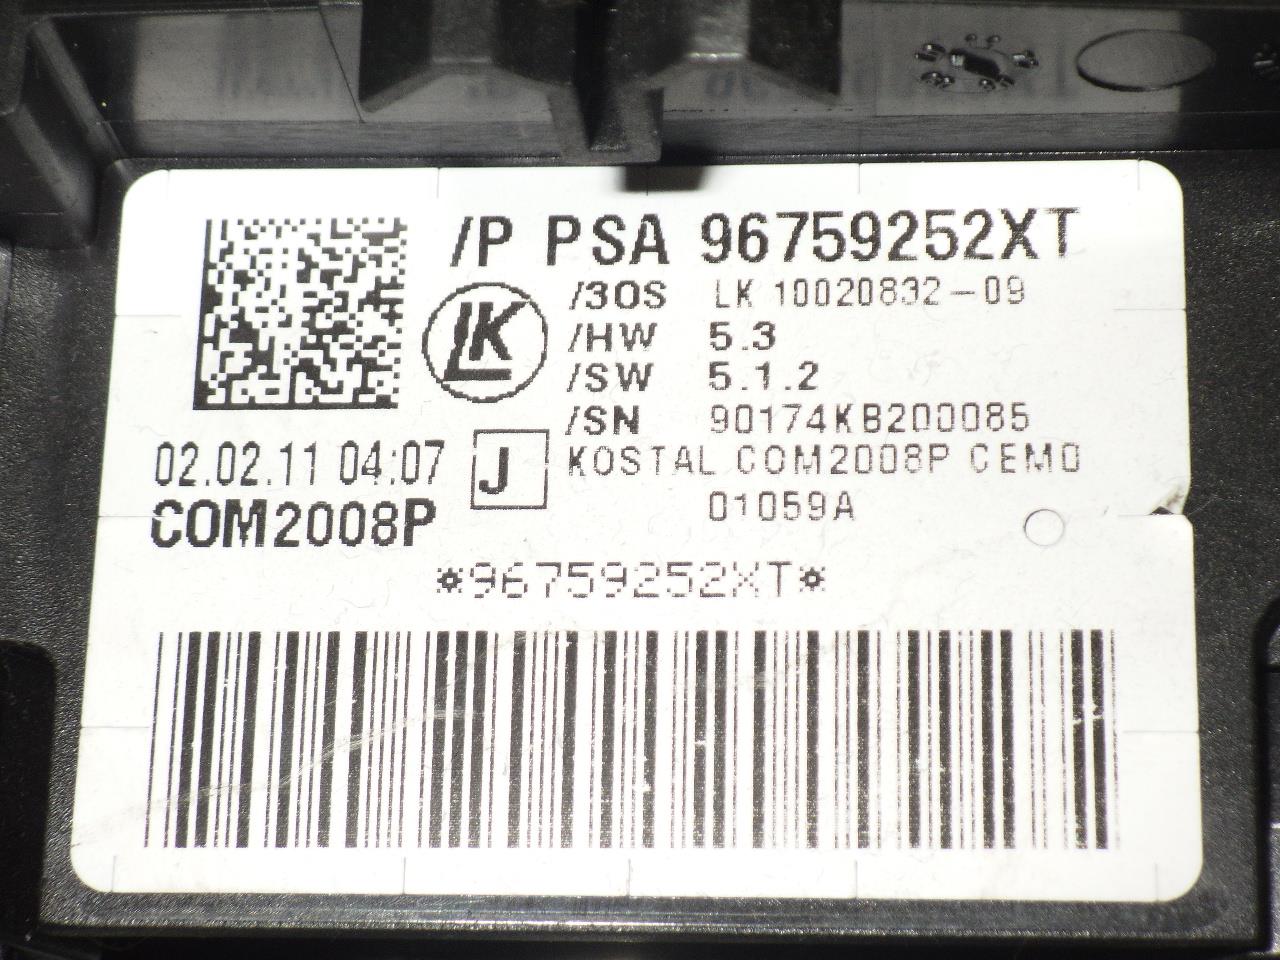 /P PSA 96759252XT
/30S LK 10020832-09
LK
/HW 5.3
/SW 5.1.2
/SN 90174KB200085
02.02.11 04:07
J
KOSTAL COM2008P CEM0
01059A
COM2008P
*96759252XT*